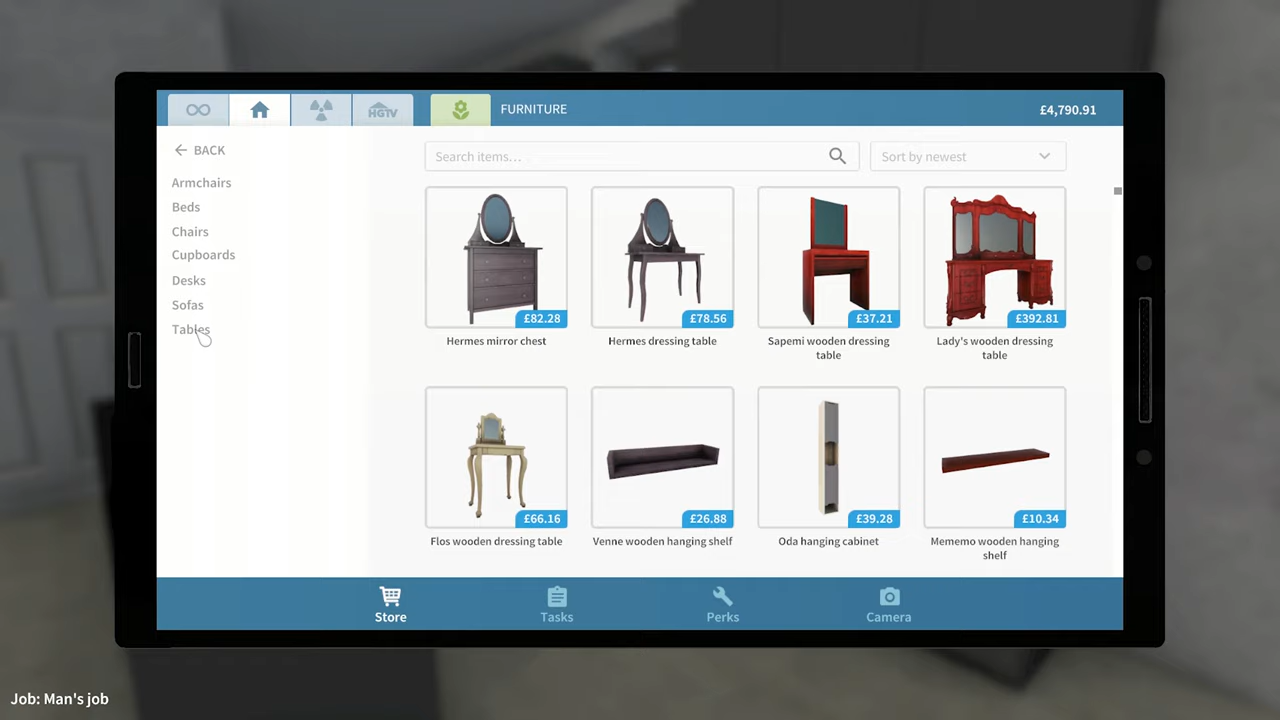 HGTV
FURNITURE
£4,790.91
BACK
Search items...
Sort by newest
Armchairs
Beds
Chairs
Cupboards
Desks
Sofas
Tables
£82.28
£78.56
£37.21
£392.81
Hermes mirror chest
Hermes dressing table
Sapemi wooden dressing
table
Lady's wooden dressing
table
£66.16
£26.88
£39.28
£10.34
Flos wooden dressing table
Venne wooden hanging shelf
Oda hanging cabinet
Mememo wooden hanging
shelf
Store
Tasks
Perks
Camera
Job: Man's job